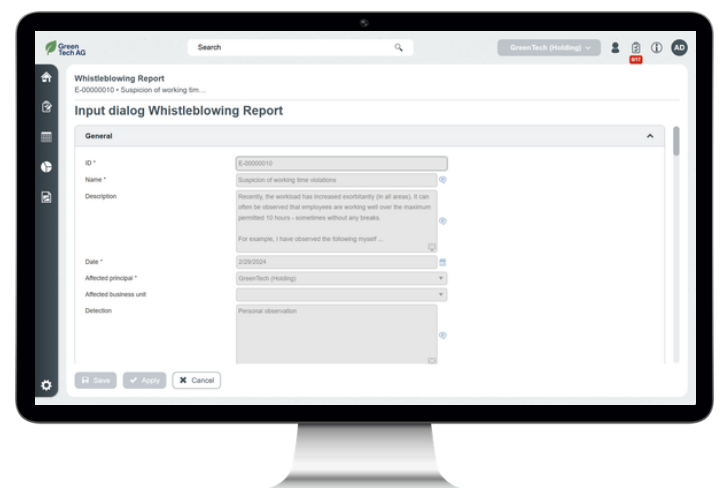 Green
Tech AG
Search
GreenTech (Holding)
6/17
AD
Whistleblowing Report
E-00000010 • Suspicion of working tim...
Input dialog Whistleblowing Report
General
ID *
E-00000010
Name *
Suspicion of working time violations
Description
Recently, the workload has increased exorbitantly (in all areas). It can
often be observed that employees are working well over the maximum
permitted 10 hours - sometimes without any breaks.
For example, I have observed the following myself ...
Date *
2/29/2024
Affected principal *
GreenTech (Holding)
Affected business unit
Detection
Personal observation
Save
Apply
Cancel